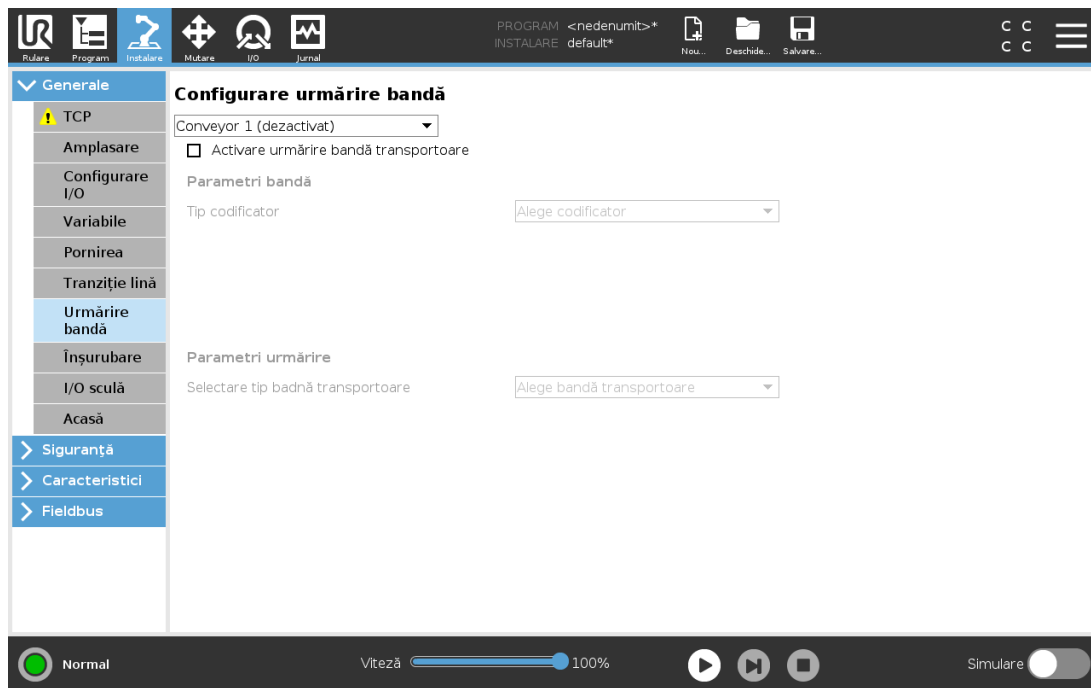 Rulare
Program
Instalare
Mutare
I/O
Jurnal
PROGRAM <nedenumit>*
INSTALARE default*
Nou...
Deschide...
Salvare...
C C
C C
Generale
TCP
Amplasare
Configurare
I/O
Variabile
Pornirea
Tranziție lină
Urmărire
bandă
Înșurubare
I/O sculă
Acasă
Siguranță
Caracteristici
Fieldbus
Configurare urmărire bandă
Conveyor 1 (dezactivat)
Activare urmărire bandă transportoare
Parametri bandă
Tip codificator
Alege codificator
Parametri urmărire
Selectare tip badnă transportoare
Alege bandă transportoare
Normal
Viteză
100%
Simulare